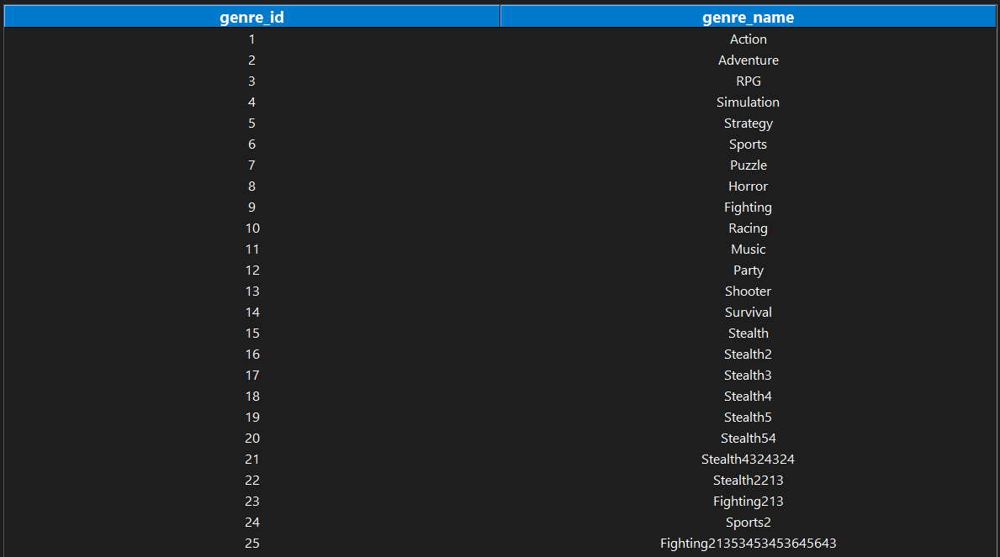 genre_id genre_name
1 Action
2 Adventure
3 RPG
4 Simulation
5 Strategy
6 Sports
7 Puzzle
8 Horror
9 Fighting
10 Racing
11 Music
12 Party
13 Shooter
14 Survival
15 Stealth
16 Stealth2
17 Stealth3
18 Stealth4
19 Stealth5
20 Stealth54
21 Stealth4324324
22 Stealth2213
23 Fighting213
24 Sports2
25 Fighting21353453453645643